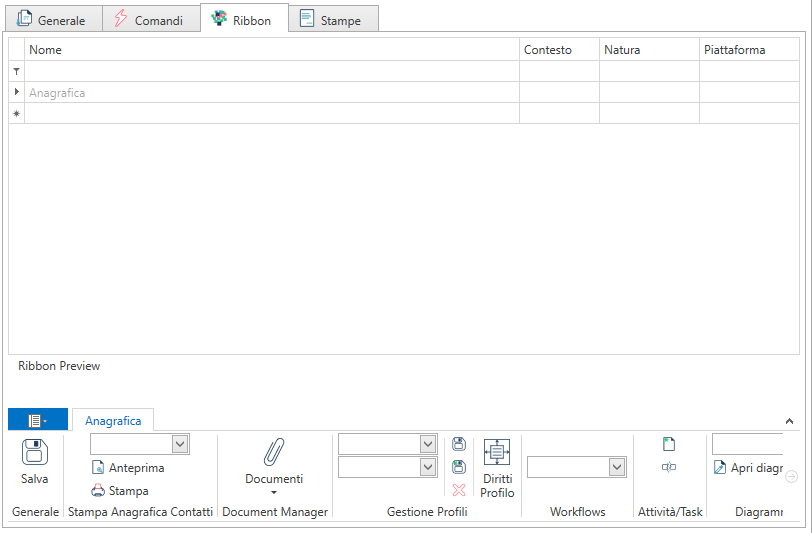 Generale Comandi Ribbon Stampe
Nome Contesto Natura Piattaforma
Anagrafica
Ribbon Preview
Anagrafica
Salva
Anteprima
Stampa
Documenti
Diritti
Profilo
Apri diagr
Generale Stampa Anagrafica Contatti Document Manager Gestione Profili Workflows Attività/Task Diagramm